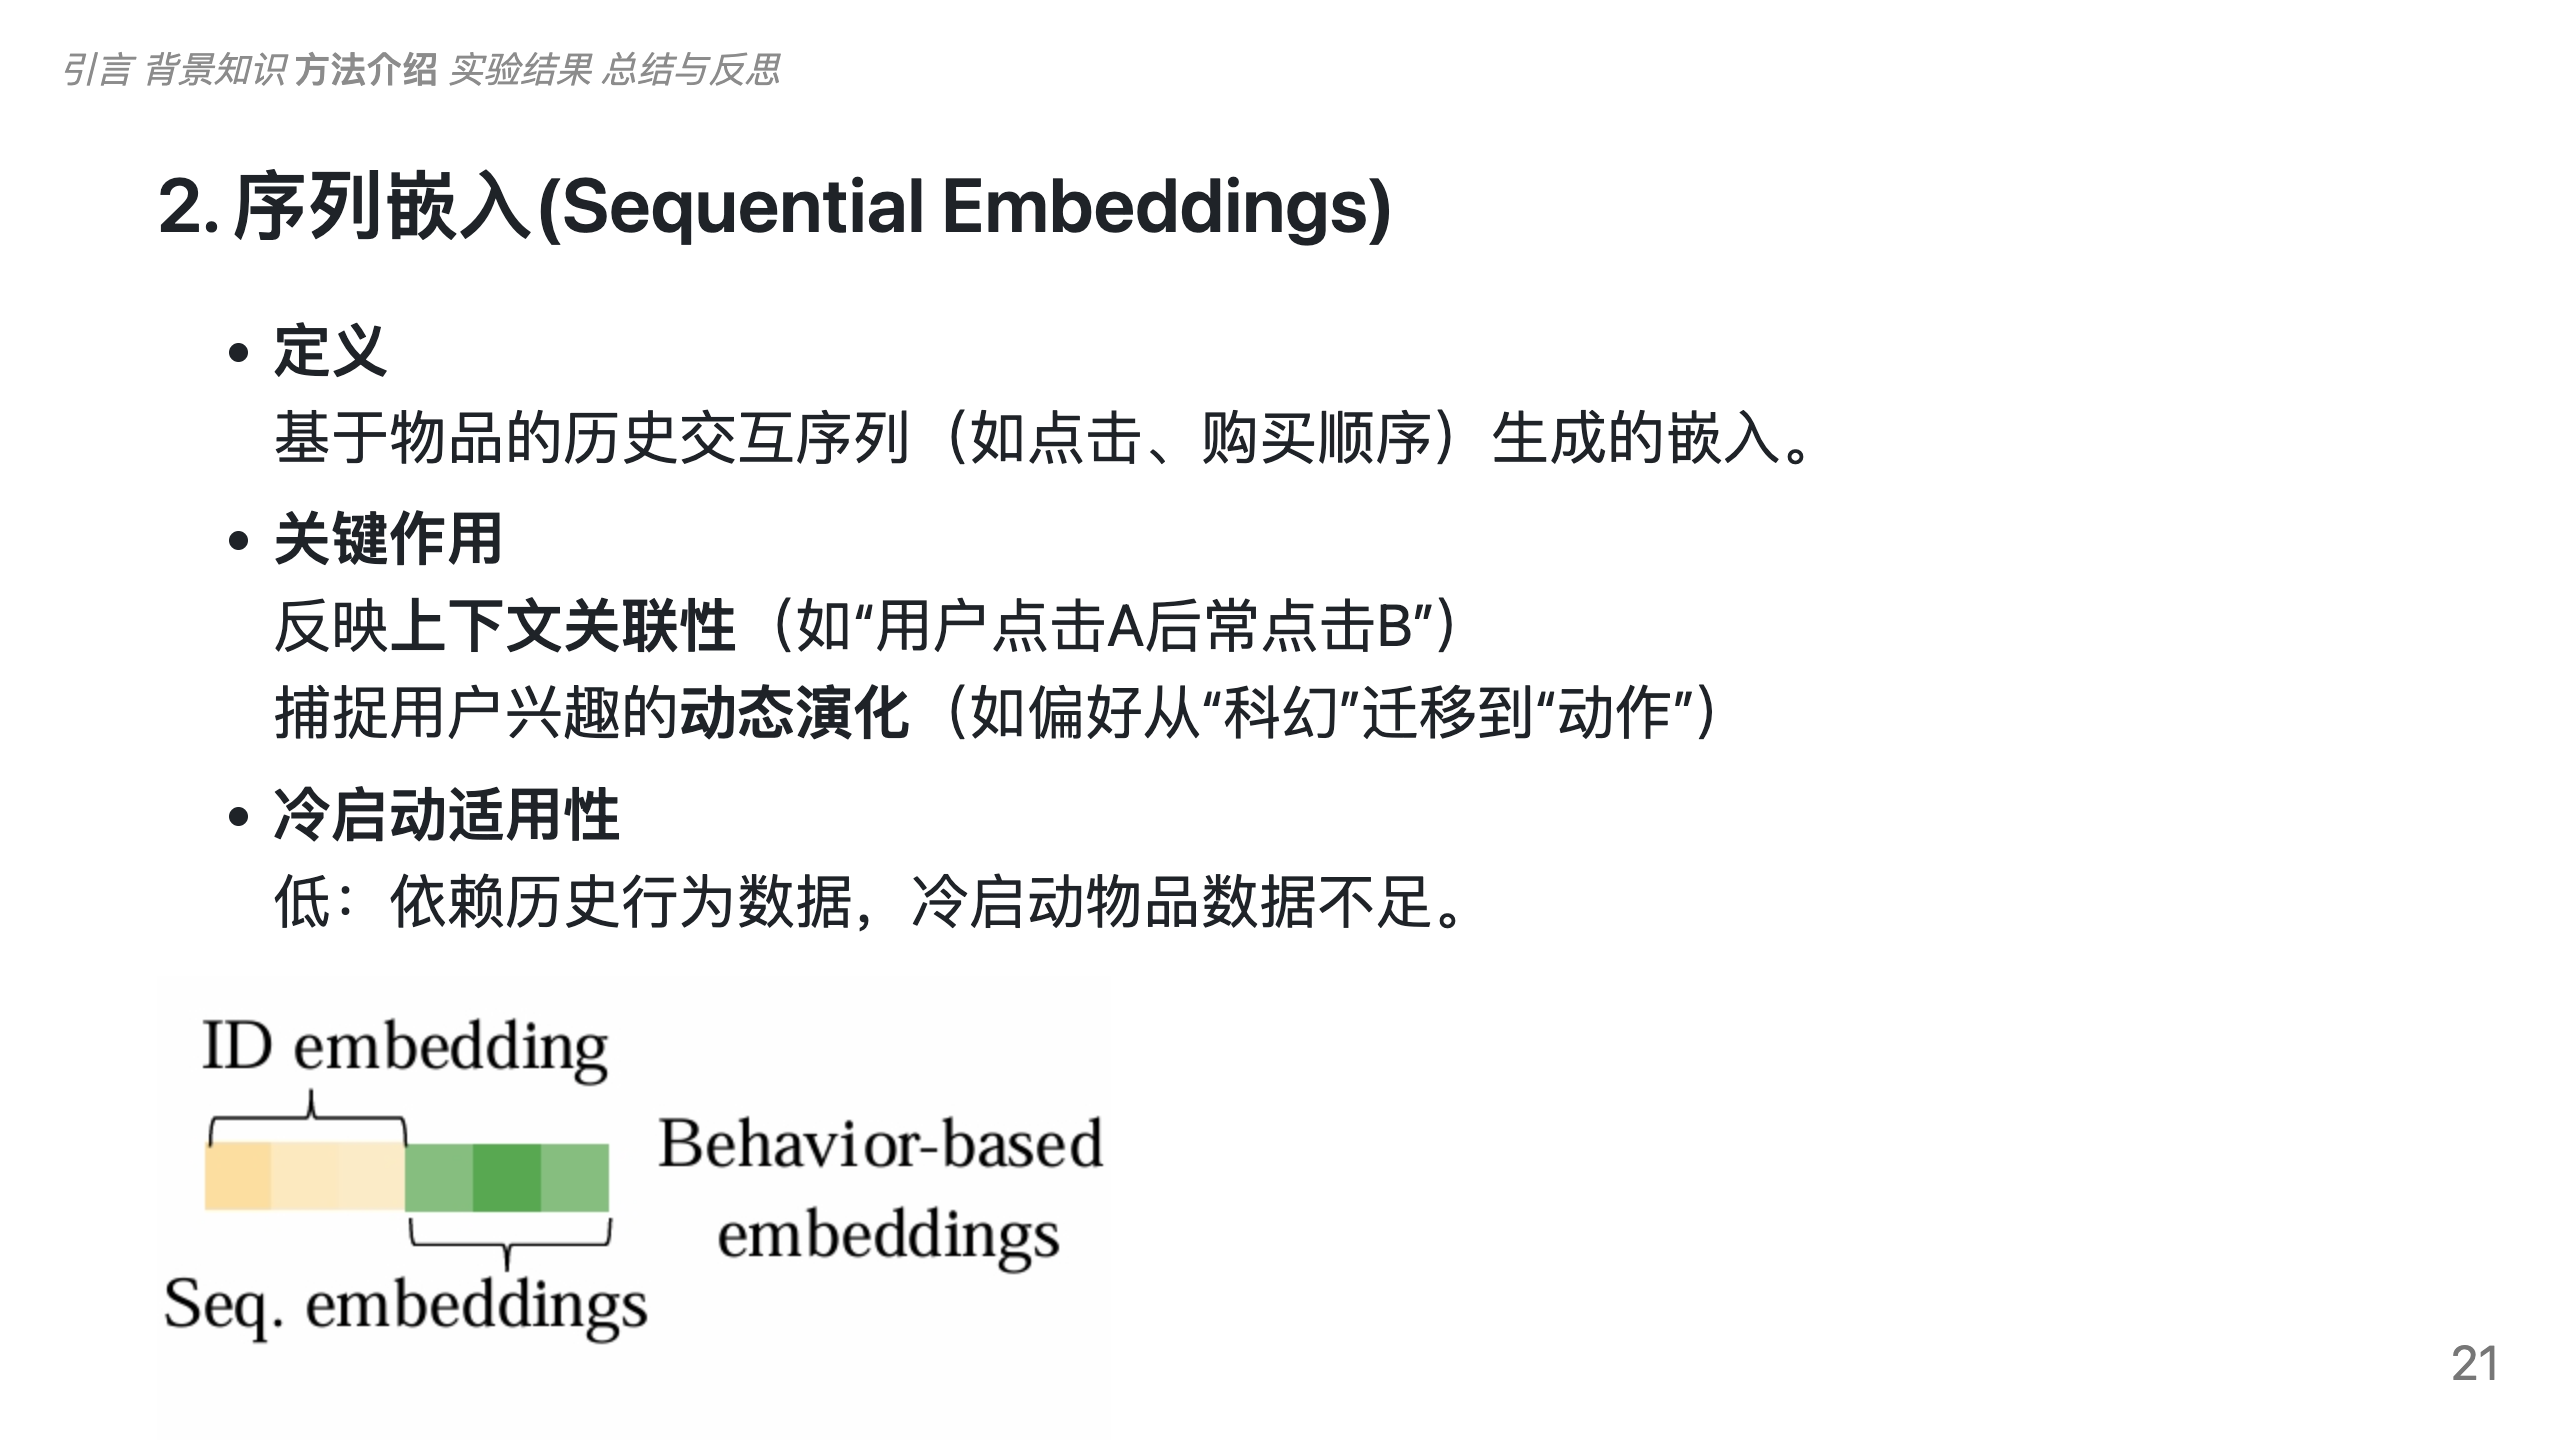 引言 背景知识 方法介绍 实验结果 总结与反思
2. 序列嵌入(Sequential Embeddings)
• 定义
基于物品的历史交互序列（如点击、购买顺序）生成的嵌入。
• 关键作用
反映上下文关联性（如“用户点击A后常点击B”）
捕捉用户兴趣的动态演化（如偏好从“科幻”迁移到“动作”）
• 冷启动适用性
低：依赖历史行为数据，冷启动物品数据不足。
ID embedding
Behavior-based
embeddings
Seq. embeddings
21